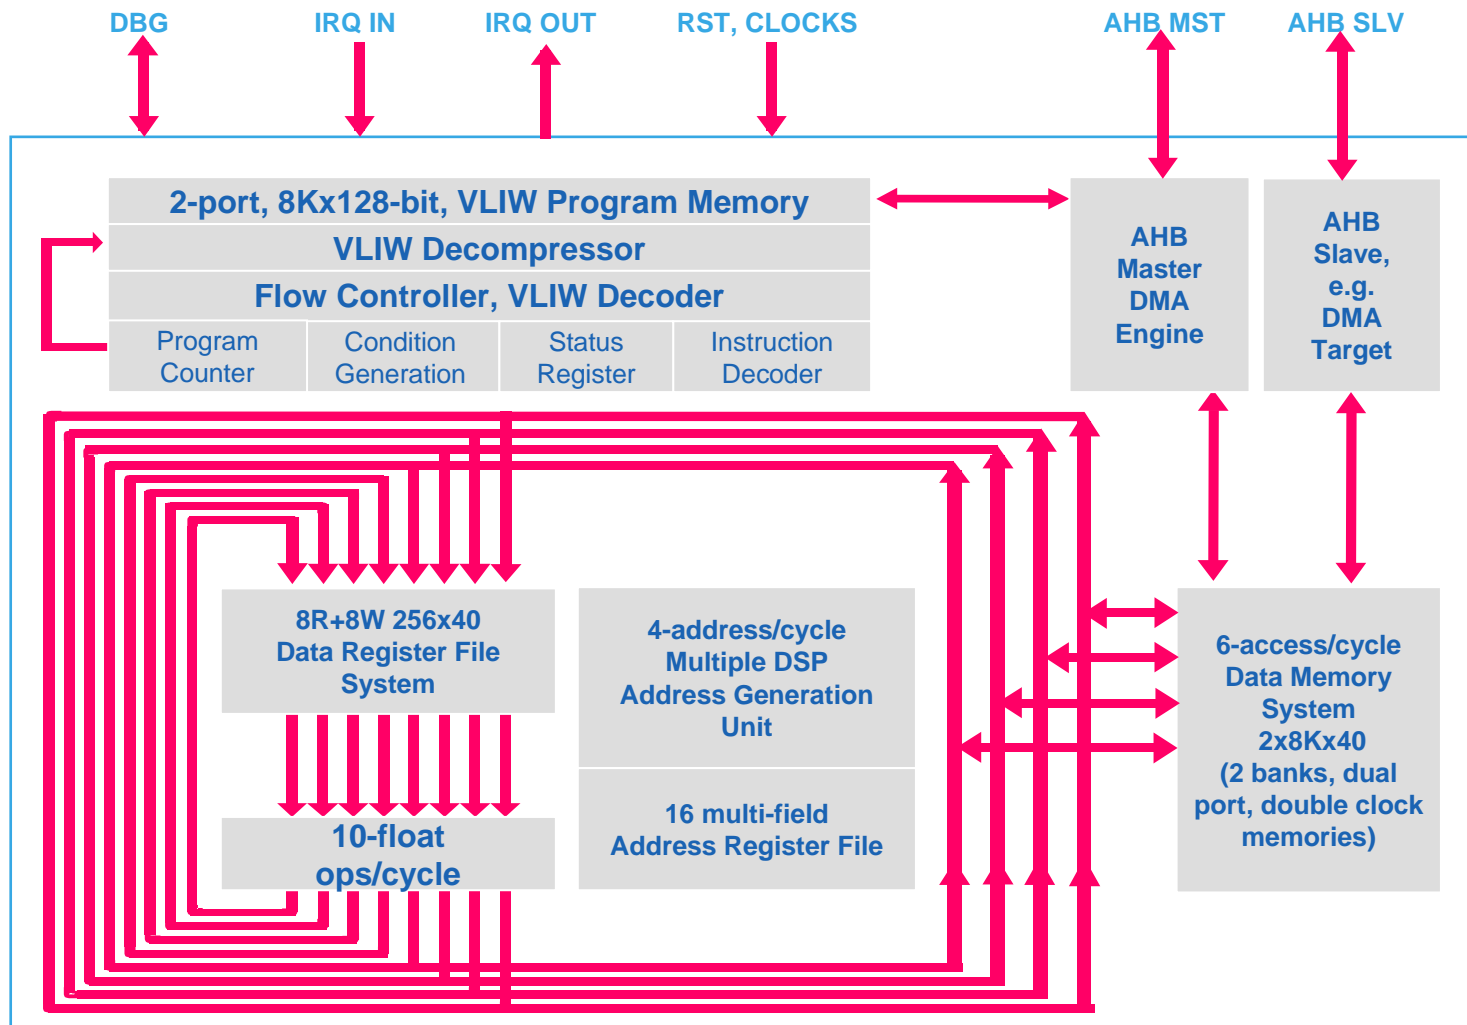 DBG
IRQ IN
IRQ OUT
RST, CLOCKS
AHB MST
AHB SLV
2-port, 8Kx128-bit, VLIW Program Memory
VLIW Decompressor
Flow Controller, VLIW Decoder
Program
Counter
Condition
Generation
Status
Register
Instruction
Decoder
AHB
Master
DMA
Engine
AHB
Slave,
e.g.
DMA
Target
8R+8W 256x40
Data Register File
System
4-address/cycle
Multiple DSP
Address Generation
Unit
6-access/cycle
Data Memory
System
2x8Kx40
(2 banks, dual
port, double clock
memories)
10-float
ops/cycle
16 multi-field
Address Register File